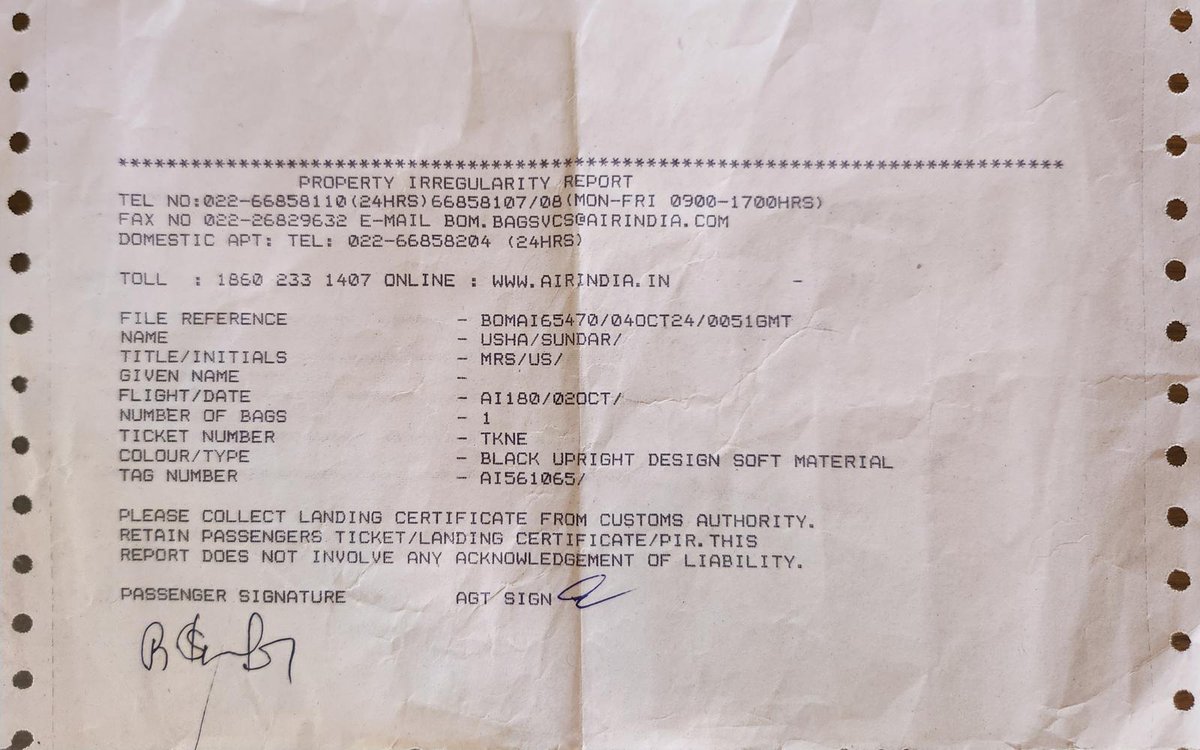 ********************************************************************************
PROPERTY IRREGULARITY REPORT
TEL NO:022-66858110(24HRS)66858107/08(MON-FRI 0900-1700HRS)
FAX NO 022-26829632 E-MAIL BOM.BAGSVCS@AIRINDIA.COM
DOMESTIC APT: TEL: 022-66858204 (24HRS)
TOLL : 1860 233 1407 ONLINE : WWW.AIRINDIA.IN -
FILE REFERENCE - BOMAI65470/04OCT24/0051GMT
NAME - USHA/SUNDAR/
TITLE/INITIALS - MRS/US/
GIVEN NAME -
FLIGHT/DATE - AI180/02OCT/
NUMBER OF BAGS - 1
TICKET NUMBER - TKNE
COLOUR/TYPE - BLACK UPRIGHT DESIGN SOFT MATERIAL
TAG NUMBER - AI561065/
PLEASE COLLECT LANDING CERTIFICATE FROM CUSTOMS AUTHORITY.
RETAIN PASSENGERS TICKET/LANDING CERTIFICATE/PIR.THIS
REPORT DOES NOT INVOLVE ANY ACKNOWLEDGEMENT OF LIABILITY.
PASSENGER SIGNATURE AGT SIGN